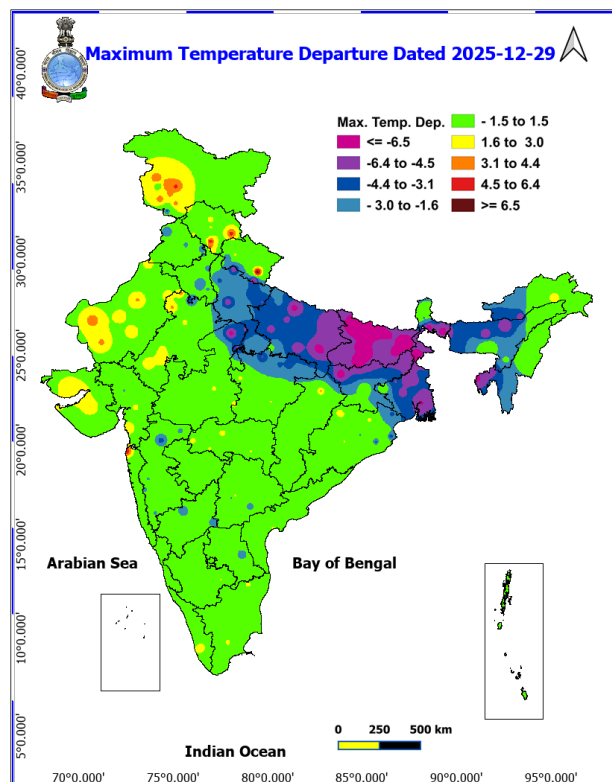 Maximum Temperature Departure Dated 2025-12-29
Max. Temp. Dep.
<= -6.5
-6.4 to -4.5
-4.4 to -3.1
- 3.0 to -1.6
- 1.5 to 1.5
1.6 to 3.0
3.1 to 4.4
4.5 to 6.4
>= 6.5
40°0.000'
35°0.000'
30°0.000'
25°0.000'
20°0.000'
15°0.000'
10°0.000'
5°0.000'
Arabian Sea
Bay of Bengal
Indian Ocean
0 250 500 km
70°0.000' 75°0.000' 80°0.000' 85°0.000' 90°0.000' 95°0.000'